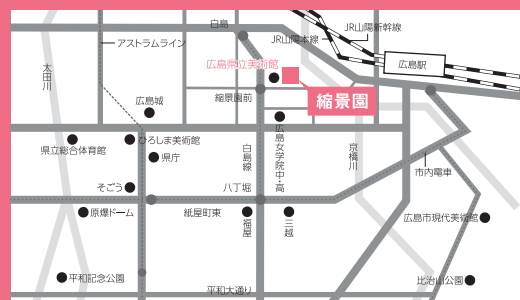 白島
JR山陽新幹線
JR山陽本線
アストラムライン
広島県立美術館
広島駅
太田川
縮景園前
縮景園
広島城
ひろしま美術館
県立総合体育館
県庁
白島線
広島女学院中・高
京橋川
市内電車
そごう
八丁堀
原爆ドーム
紙屋町東
福屋
三越
広島市現代美術館
平和記念公園
平和大通り
比治山公園